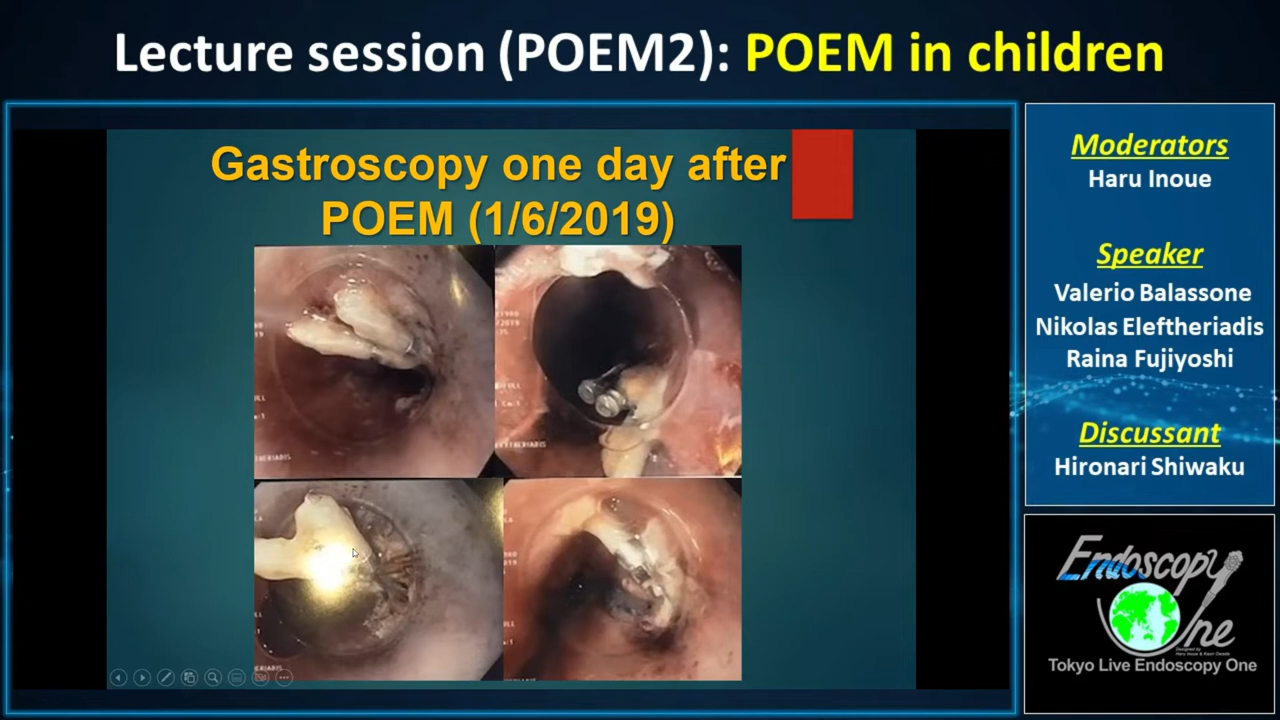 Lecture session (POEM2): POEM in children
Gastroscopy one day after
POEM (1/6/2019)
Moderators
Haru Inoue
Speaker
Valerio Balassone
Nikolas Eleftheriadis
Raina Fujiyoshi
Discussant
Hironari Shiwaku
Endoscopy
One
Tokyo Live Endoscopy One